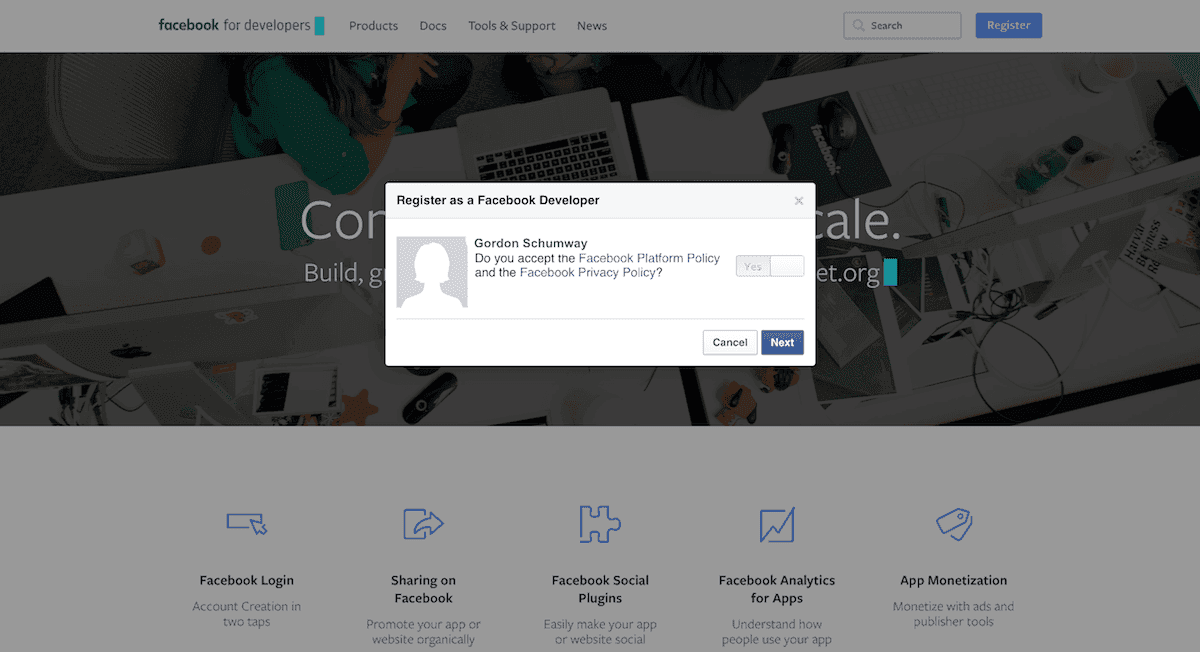 facebook for developers
Products
Docs
Tools & Support
News
Search
Register
facebook
Con
cale.
Build, g
et.org
Harvard
Business
Register as a Facebook Developer
Gordon Schumway
Do you accept the Facebook Platform Policy
and the Facebook Privacy Policy?
Yes
Cancel
Next
Facebook Login
Account Creation in
two taps
Sharing on
Facebook
Promote your app or
website organically
Facebook Social
Plugins
Easily make your app
or website social
Facebook Analytics
for Apps
Understand how
people use your app
App Monetization
Monetize with ads and
publisher tools